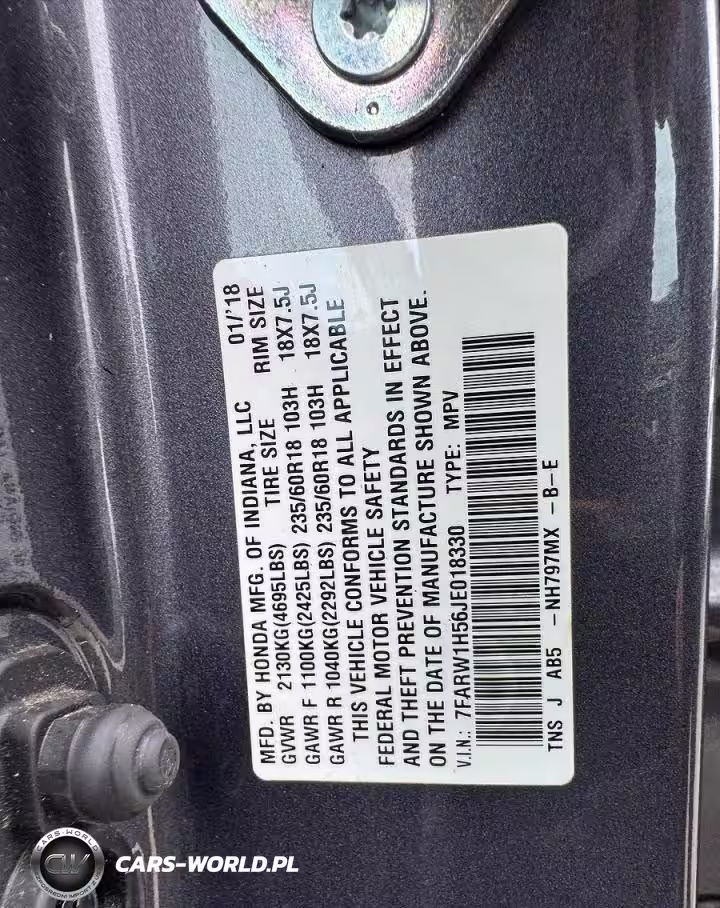 MFD. BY HONDA MFG. OF INDIANA, LLC 01/'18
GVWR 2130KG(4695LBS) TIRE SIZE RIM SIZE
GAWR F 1100KG(2425LBS) 235/60R18 103H 18X7.5J
GAWR R 1040KG(2292LBS) 235/60R18 103H 18X7.5J
THIS VEHICLE CONFORMS TO ALL APPLICABLE
FEDERAL MOTOR VEHICLE SAFETY
AND THEFT PREVENTION STANDARDS IN EFFECT
ON THE DATE OF MANUFACTURE SHOWN ABOVE.
V.I.N.: 7FARW1H56JE018330 TYPE: MPV
TNS J AB5 -NH797MX -B-E
CARS-WORLD
CW
CARS-WORLD.PL